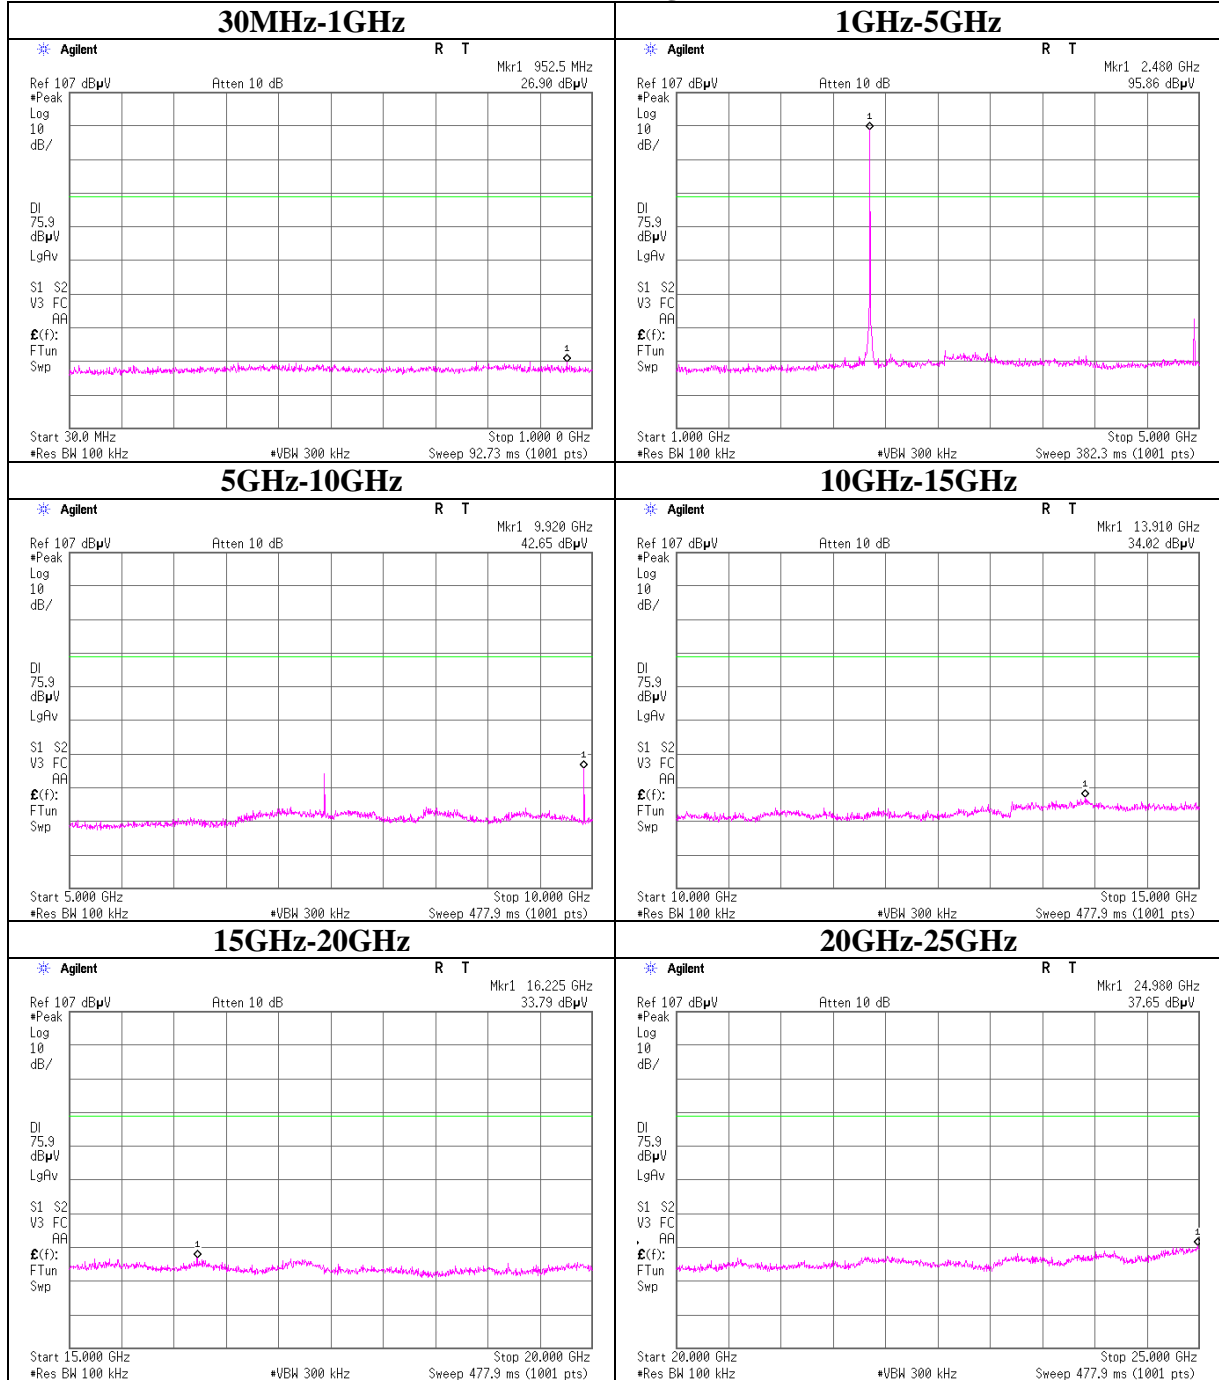 30MHz-1GHz
Agilent R T
Mkr1 952.5 MHz
Ref 107 dBµV Atten 10 dB 26.90 dBµV
#Peak
Log
10
dB/
DI
75.9
dBµV
LgAv
S1 S2
V3 FC
AA
£(f):
FTun
Swp
1
Start 30.0 MHz Stop 1.000 0 GHz
#Res BW 100 kHz #VBW 300 kHz Sweep 92.73 ms (1001 pts)
1GHz-5GHz
Agilent R T
Mkr1 2.480 GHz
Ref 107 dBµV Atten 10 dB 95.86 dBµV
#Peak
Log
10
dB/
DI
75.9
dBµV
LgAv
S1 S2
V3 FC
AA
£(f):
FTun
Swp
1
Start 1.000 GHz Stop 5.000 GHz
#Res BW 100 kHz #VBW 300 kHz Sweep 382.3 ms (1001 pts)
5GHz-10GHz
Agilent R T
Mkr1 9.920 GHz
Ref 107 dBµV Atten 10 dB 42.65 dBµV
#Peak
Log
10
dB/
DI
75.9
dBµV
LgAv
S1 S2
V3 FC
AA
£(f):
FTun
Swp
1
Start 5.000 GHz Stop 10.000 GHz
#Res BW 100 kHz #VBW 300 kHz Sweep 477.9 ms (1001 pts)
10GHz-15GHz
Agilent R T
Mkr1 13.910 GHz
Ref 107 dBµV Atten 10 dB 34.02 dBµV
#Peak
Log
10
dB/
DI
75.9
dBµV
LgAv
S1 S2
V3 FC
AA
£(f):
FTun
Swp
1
Start 10.000 GHz Stop 15.000 GHz
#Res BW 100 kHz #VBW 300 kHz Sweep 477.9 ms (1001 pts)
15GHz-20GHz
Agilent R T
Mkr1 16.225 GHz
Ref 107 dBµV Atten 10 dB 33.79 dBµV
#Peak
Log
10
dB/
DI
75.9
dBµV
LgAv
S1 S2
V3 FC
AA
£(f):
FTun
Swp
1
Start 15.000 GHz Stop 20.000 GHz
#Res BW 100 kHz #VBW 300 kHz Sweep 477.9 ms (1001 pts)
20GHz-25GHz
Agilent R T
Mkr1 24.980 GHz
Ref 107 dBµV Atten 10 dB 37.65 dBµV
#Peak
Log
10
dB/
DI
75.9
dBµV
LgAv
S1 S2
V3 FC
AA
£(f):
FTun
Swp
1
Start 20.000 GHz Stop 25.000 GHz
#Res BW 100 kHz #VBW 300 kHz Sweep 477.9 ms (1001 pts)